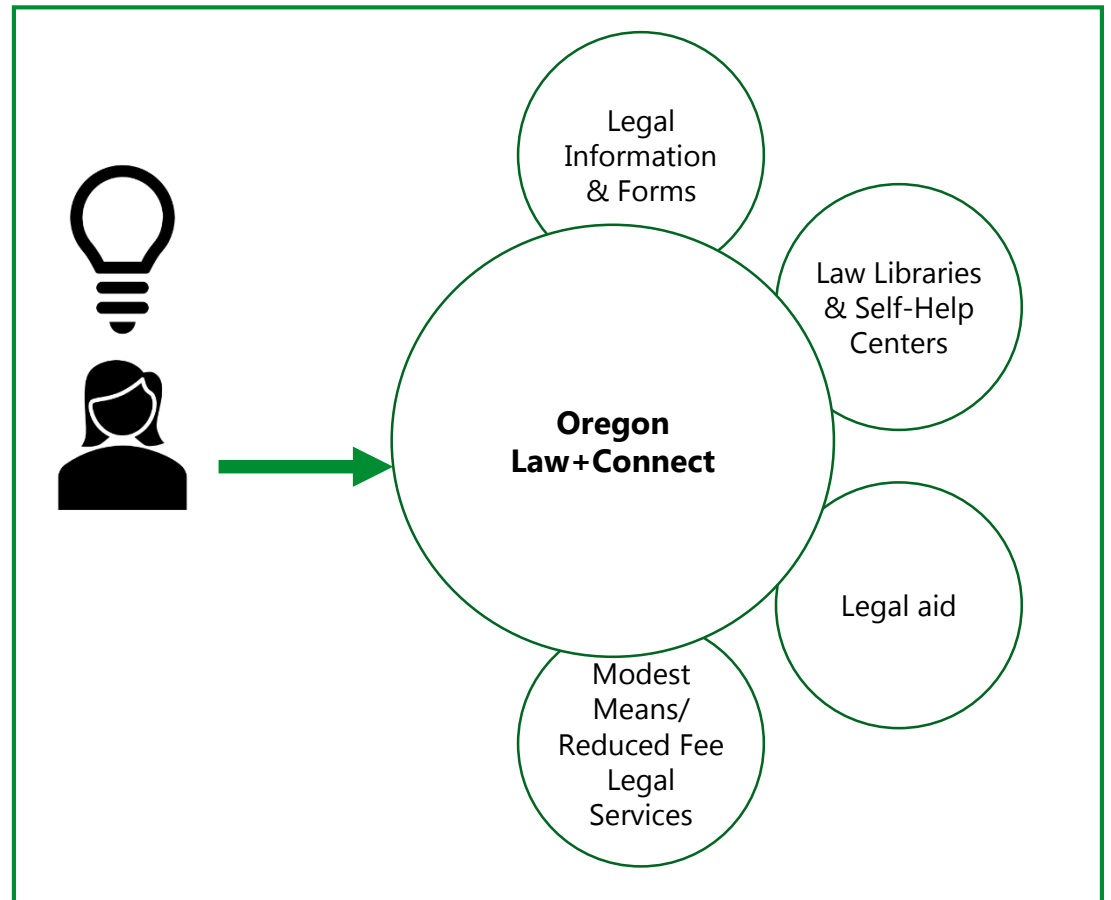 Legal
Information
& Forms
Law Libraries
& Self-Help
Centers
Oregon
Law+Connect
Legal aid
Modest
Means/
Reduced Fee
Legal
Services